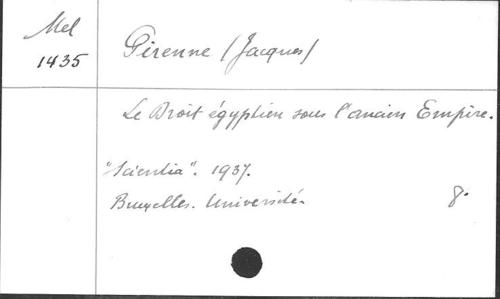 Mel
1435
Pirenne (Jacques)
Le Droit égyptien sous l'ancien Empire.
"Scientia". 1937.
Bruxelles. Université. 8°